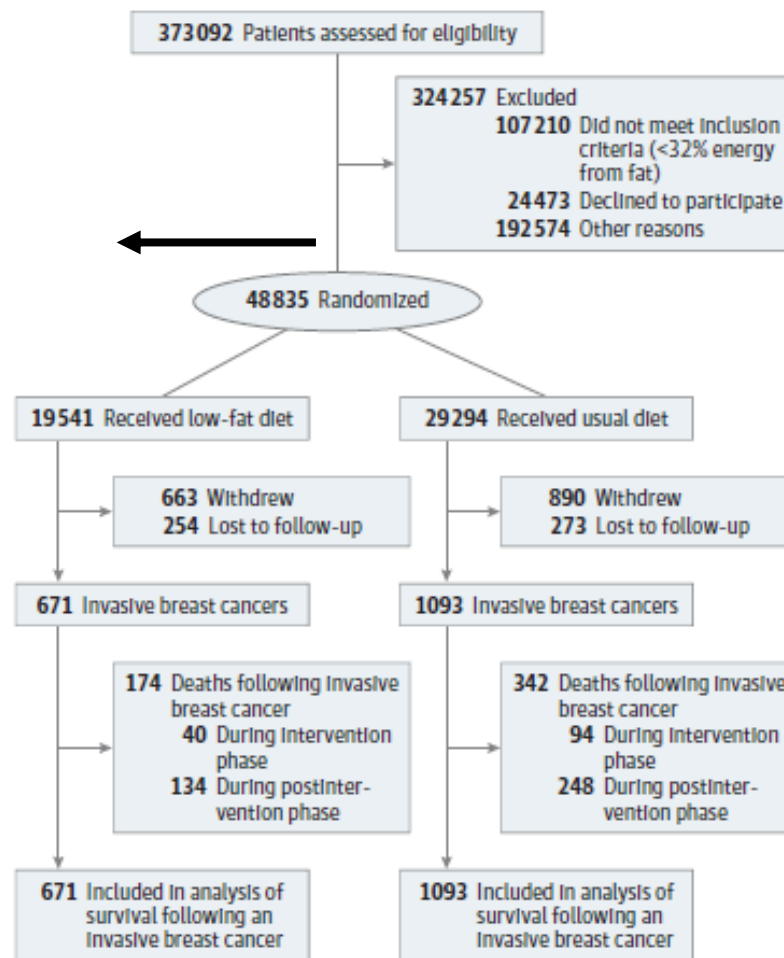 373092 Patients assessed for eligibility
324257 Excluded
107210 Did not meet inclusion
criteria (<32% energy
from fat)
24473 Declined to participate
192574 Other reasons
48835 Randomized
19541 Received low-fat diet
29294 Received usual diet
663 Withdrew
254 Lost to follow-up
890 Withdrew
273 Lost to follow-up
671 Invasive breast cancers
1093 Invasive breast cancers
174 Deaths following invasive
breast cancer
40 During intervention
phase
134 During postinter-
vention phase
342 Deaths following invasive
breast cancer
94 During intervention
phase
248 During postinter-
vention phase
671 Included in analysis of
survival following an
invasive breast cancer
1093 Included in analysis of
survival following an
invasive breast cancer